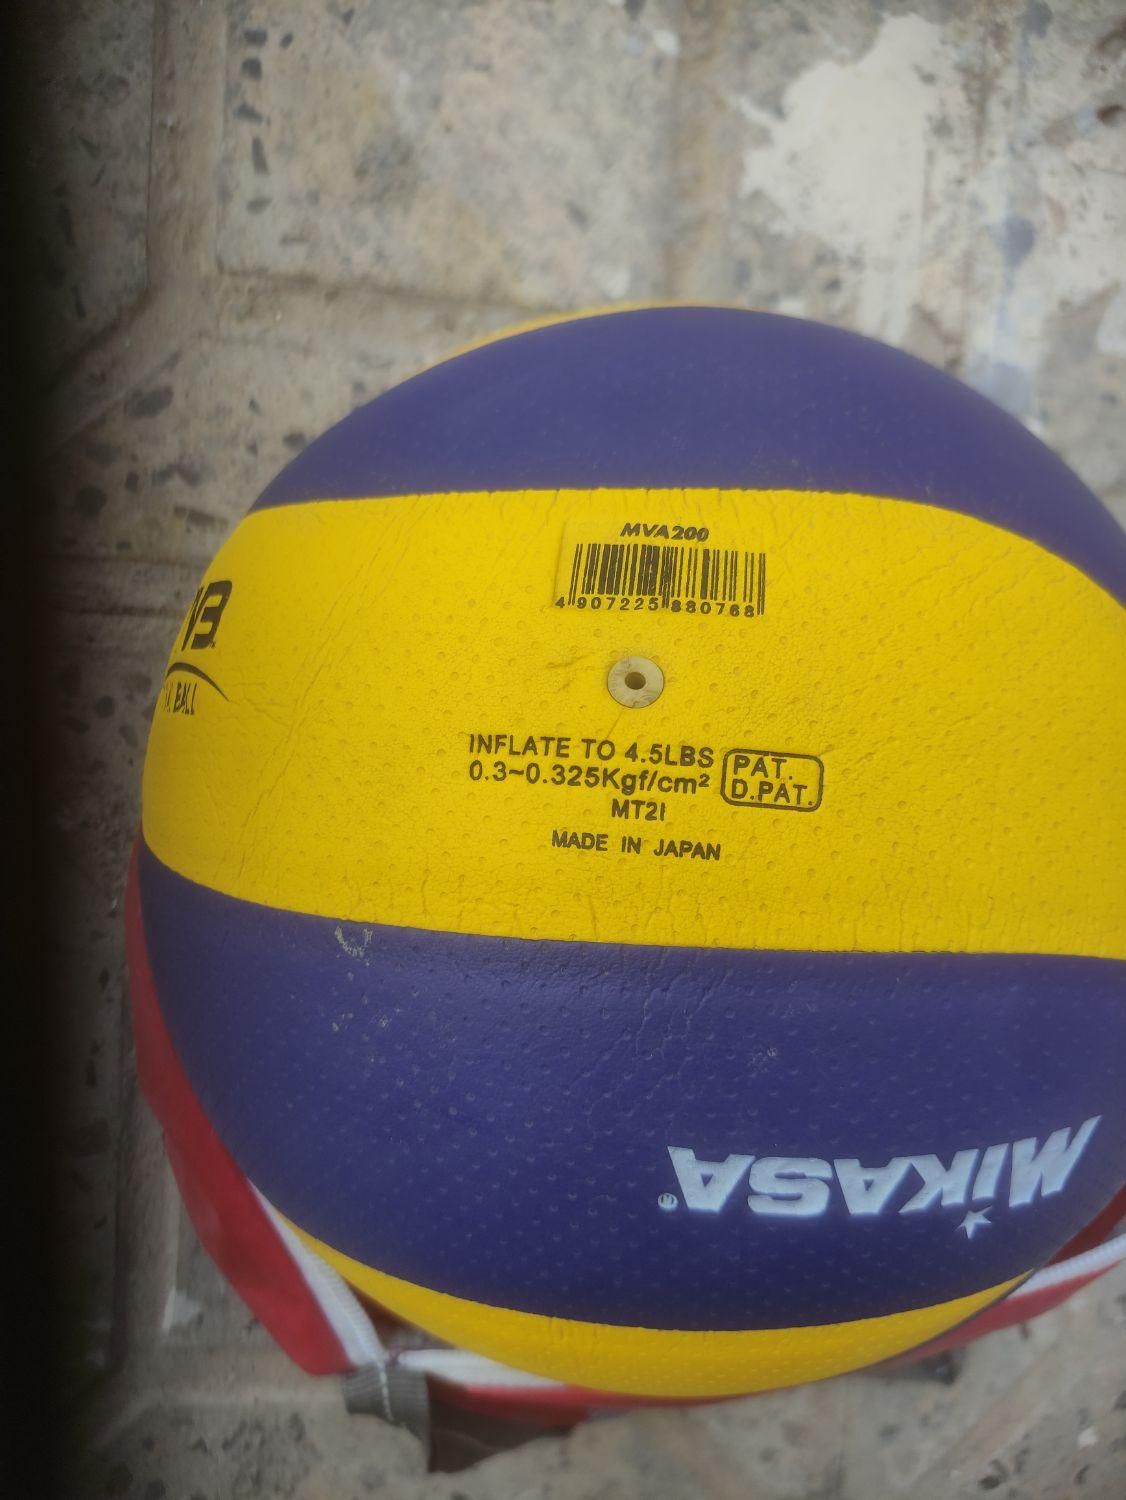 MVA200
4 907225 880768
INFLATE TO 4.5LBS
0.3~0.325Kgf/cm²
PAT.
D.PAT.
MT2I
MADE IN JAPAN
BALL
MIKASA®